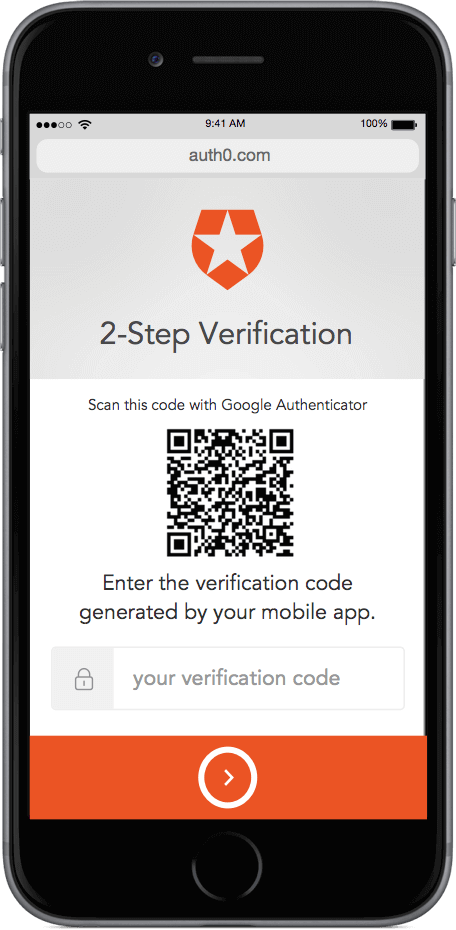 9:41 AM
100%
auth0.com
2-Step Verification
Scan this code with Google Authenticator
Enter the verification code
generated by your mobile app.
your verification code